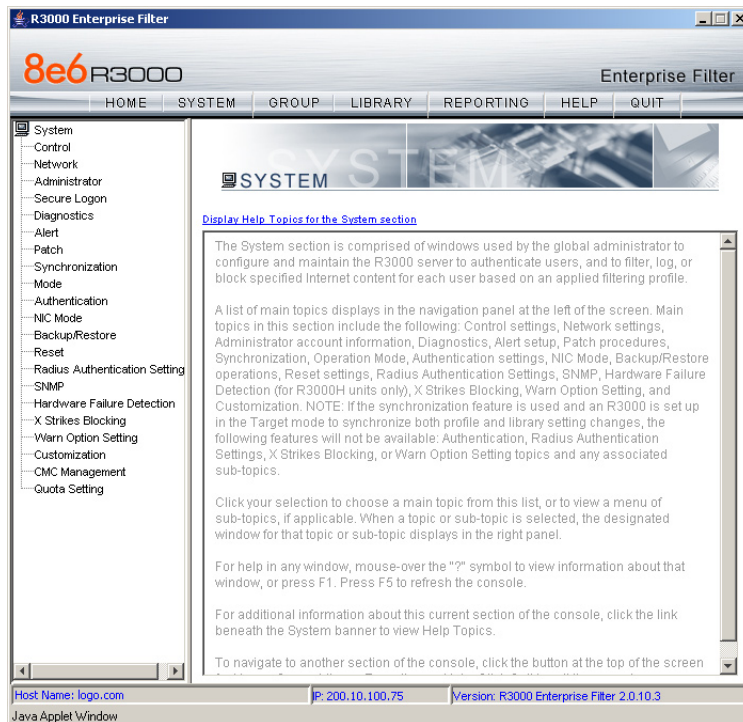 R3000 Enterprise Filter
8e6 R3000
Enterprise Filter
HOME SYSTEM GROUP LIBRARY REPORTING HELP QUIT
System
Control
Network
Administrator
Secure Logon
Diagnostics
Alert
Patch
Synchronization
Mode
Authentication
NIC Mode
Backup/Restore
Reset
Radius Authentication Setting
SNMP
Hardware Failure Detection
X Strikes Blocking
Warn Option Setting
Customization
CMC Management
Quota Setting
SYSTEM
SYSTEM
Display Help Topics for the System section
The System section is comprised of windows used by the global administrator to
configure and maintain the R3000 server to authenticate users, and to filter, log, or
block specified Internet content for each user based on an applied filtering profile.
A list of main topics displays in the navigation panel at the left of the screen. Main
topics in this section include the following: Control settings, Network settings,
Administrator account information, Diagnostics, Alert setup, Patch procedures,
Synchronization, Operation Mode, Authentication settings, NIC Mode, Backup/Restore
operations, Reset settings, Radius Authentication Settings, SNMP, Hardware Failure
Detection (for R3000H units only), X Strikes Blocking, Warn Option Setting, and
Customization. NOTE: If the synchronization feature is used and an R3000 is set up
in the Target mode to synchronize both profile and library setting changes, the
following features will not be available: Authentication, Radius Authentication
Settings, X Strikes Blocking, or Warn Option Setting topics and any associated
sub-topics.
Click your selection to choose a main topic from this list, or to view a menu of
sub-topics, if applicable. When a topic or sub-topic is selected, the designated
window for that topic or sub-topic displays in the right panel.
For help in any window, mouse-over the "?" symbol to view information about that
window, or press F1. Press F5 to refresh the console.
For additional information about this current section of the console, click the link
beneath the System banner to view Help Topics.
To navigate to another section of the console, click the button at the top of the screen
Host Name: logo.com
IP: 200.10.100.75
Version: R3000 Enterprise Filter 2.0.10.3
Java Applet Window